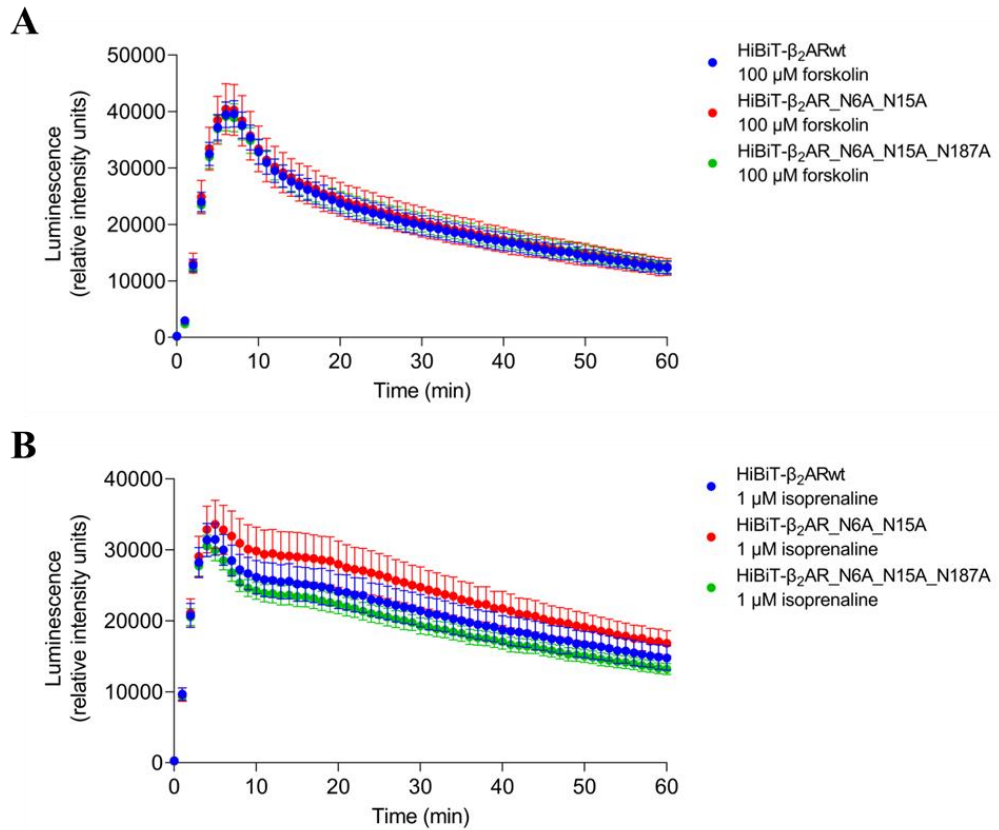 A
50000
40000
30000
20000
10000
0
Luminescence
(relative intensity units)
0 10 20 30 40 50 60
Time (min)
HiBiT-β₂ARwt
100 µM forskolin
HiBiT-β₂AR_N6A_N15A
100 µM forskolin
HiBiT-β₂AR_N6A_N15A_N187A
100 µM forskolin
B
40000
30000
20000
10000
0
Luminescence
(relative intensity units)
0 10 20 30 40 50 60
Time (min)
HiBiT-β₂ARwt
1 µM isoprenaline
HiBiT-β₂AR_N6A_N15A
1 µM isoprenaline
HiBiT-β₂AR_N6A_N15A_N187A
1 µM isoprenaline